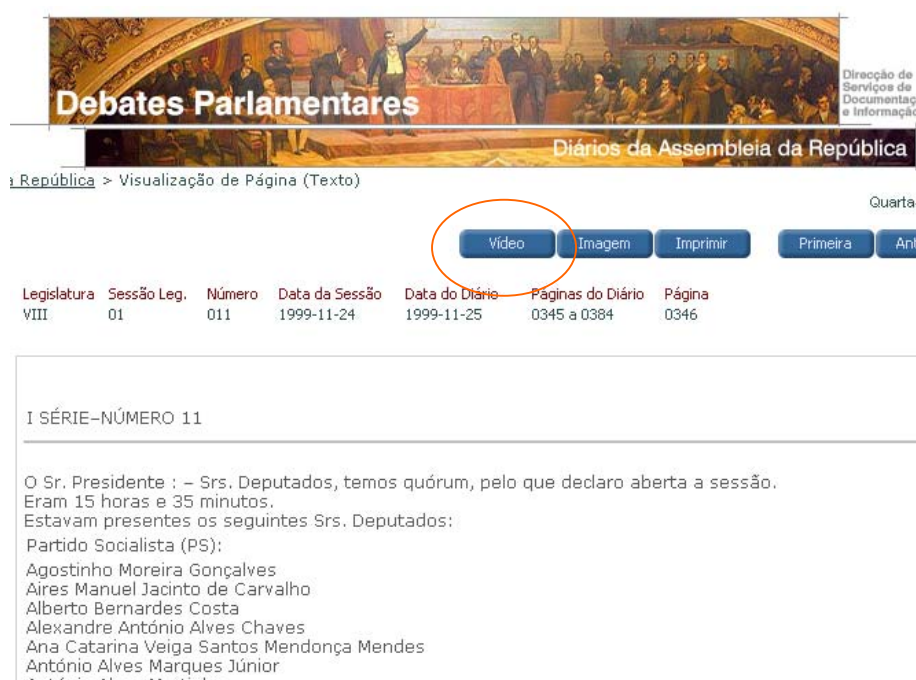 Debates Parlamentares
Direcção de
Serviços de
e Informação
Diários da Assembleia da República
República > Visualização de Página (Texto)
Quarta
Vídeo Imagem Imprimir Primeira
Legislatura Sessão Leg. Número Data da Sessão Data do Diário Páginas do Diário Página
VIII 01 011 1999-11-24 1999-11-25 0345 a 0384 0346
I SÉRIE-NÚMERO 11
O Sr. Presidente : – Srs. Deputados, temos quórum, pelo que declaro aberta a sessão.
Eram 15 horas e 35 minutos.
Estavam presentes os seguintes Srs. Deputados:
Partido Socialista (PS):
Agostinho Moreira Gonçalves
Aires Manuel Jacinto de Carvalho
Alberto Bernardes Costa
Alexandre António Alves Chaves
Ana Catarina Veiga Santos Mendonça Mendes
António Alves Marques Júnior